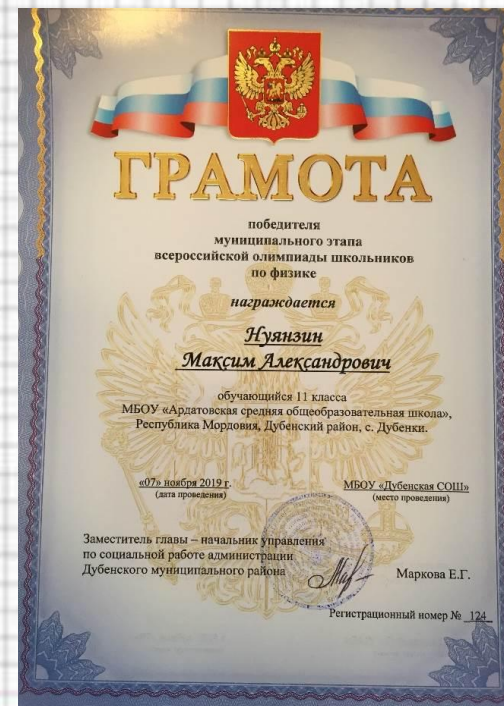 ГРАМОТА
победителя
муниципального этапа
всероссийской олимпиады школьников
по физике
награждается
Нуянзин
Максим Александрович
обучающийся 11 класса
МБОУ «Ардатовская средняя общеобразовательная школа»,
Республика Мордовия, Дубенский район, с. Дубенки.
«07» ноября 2019 г.
(дата проведения)
МБОУ «Дубенская СОШ»
(место проведения)
Заместитель главы – начальник управления
по социальной работе администрации
Дубенского муниципального района
Маркова Е.Г.
Регистрационный номер № 124